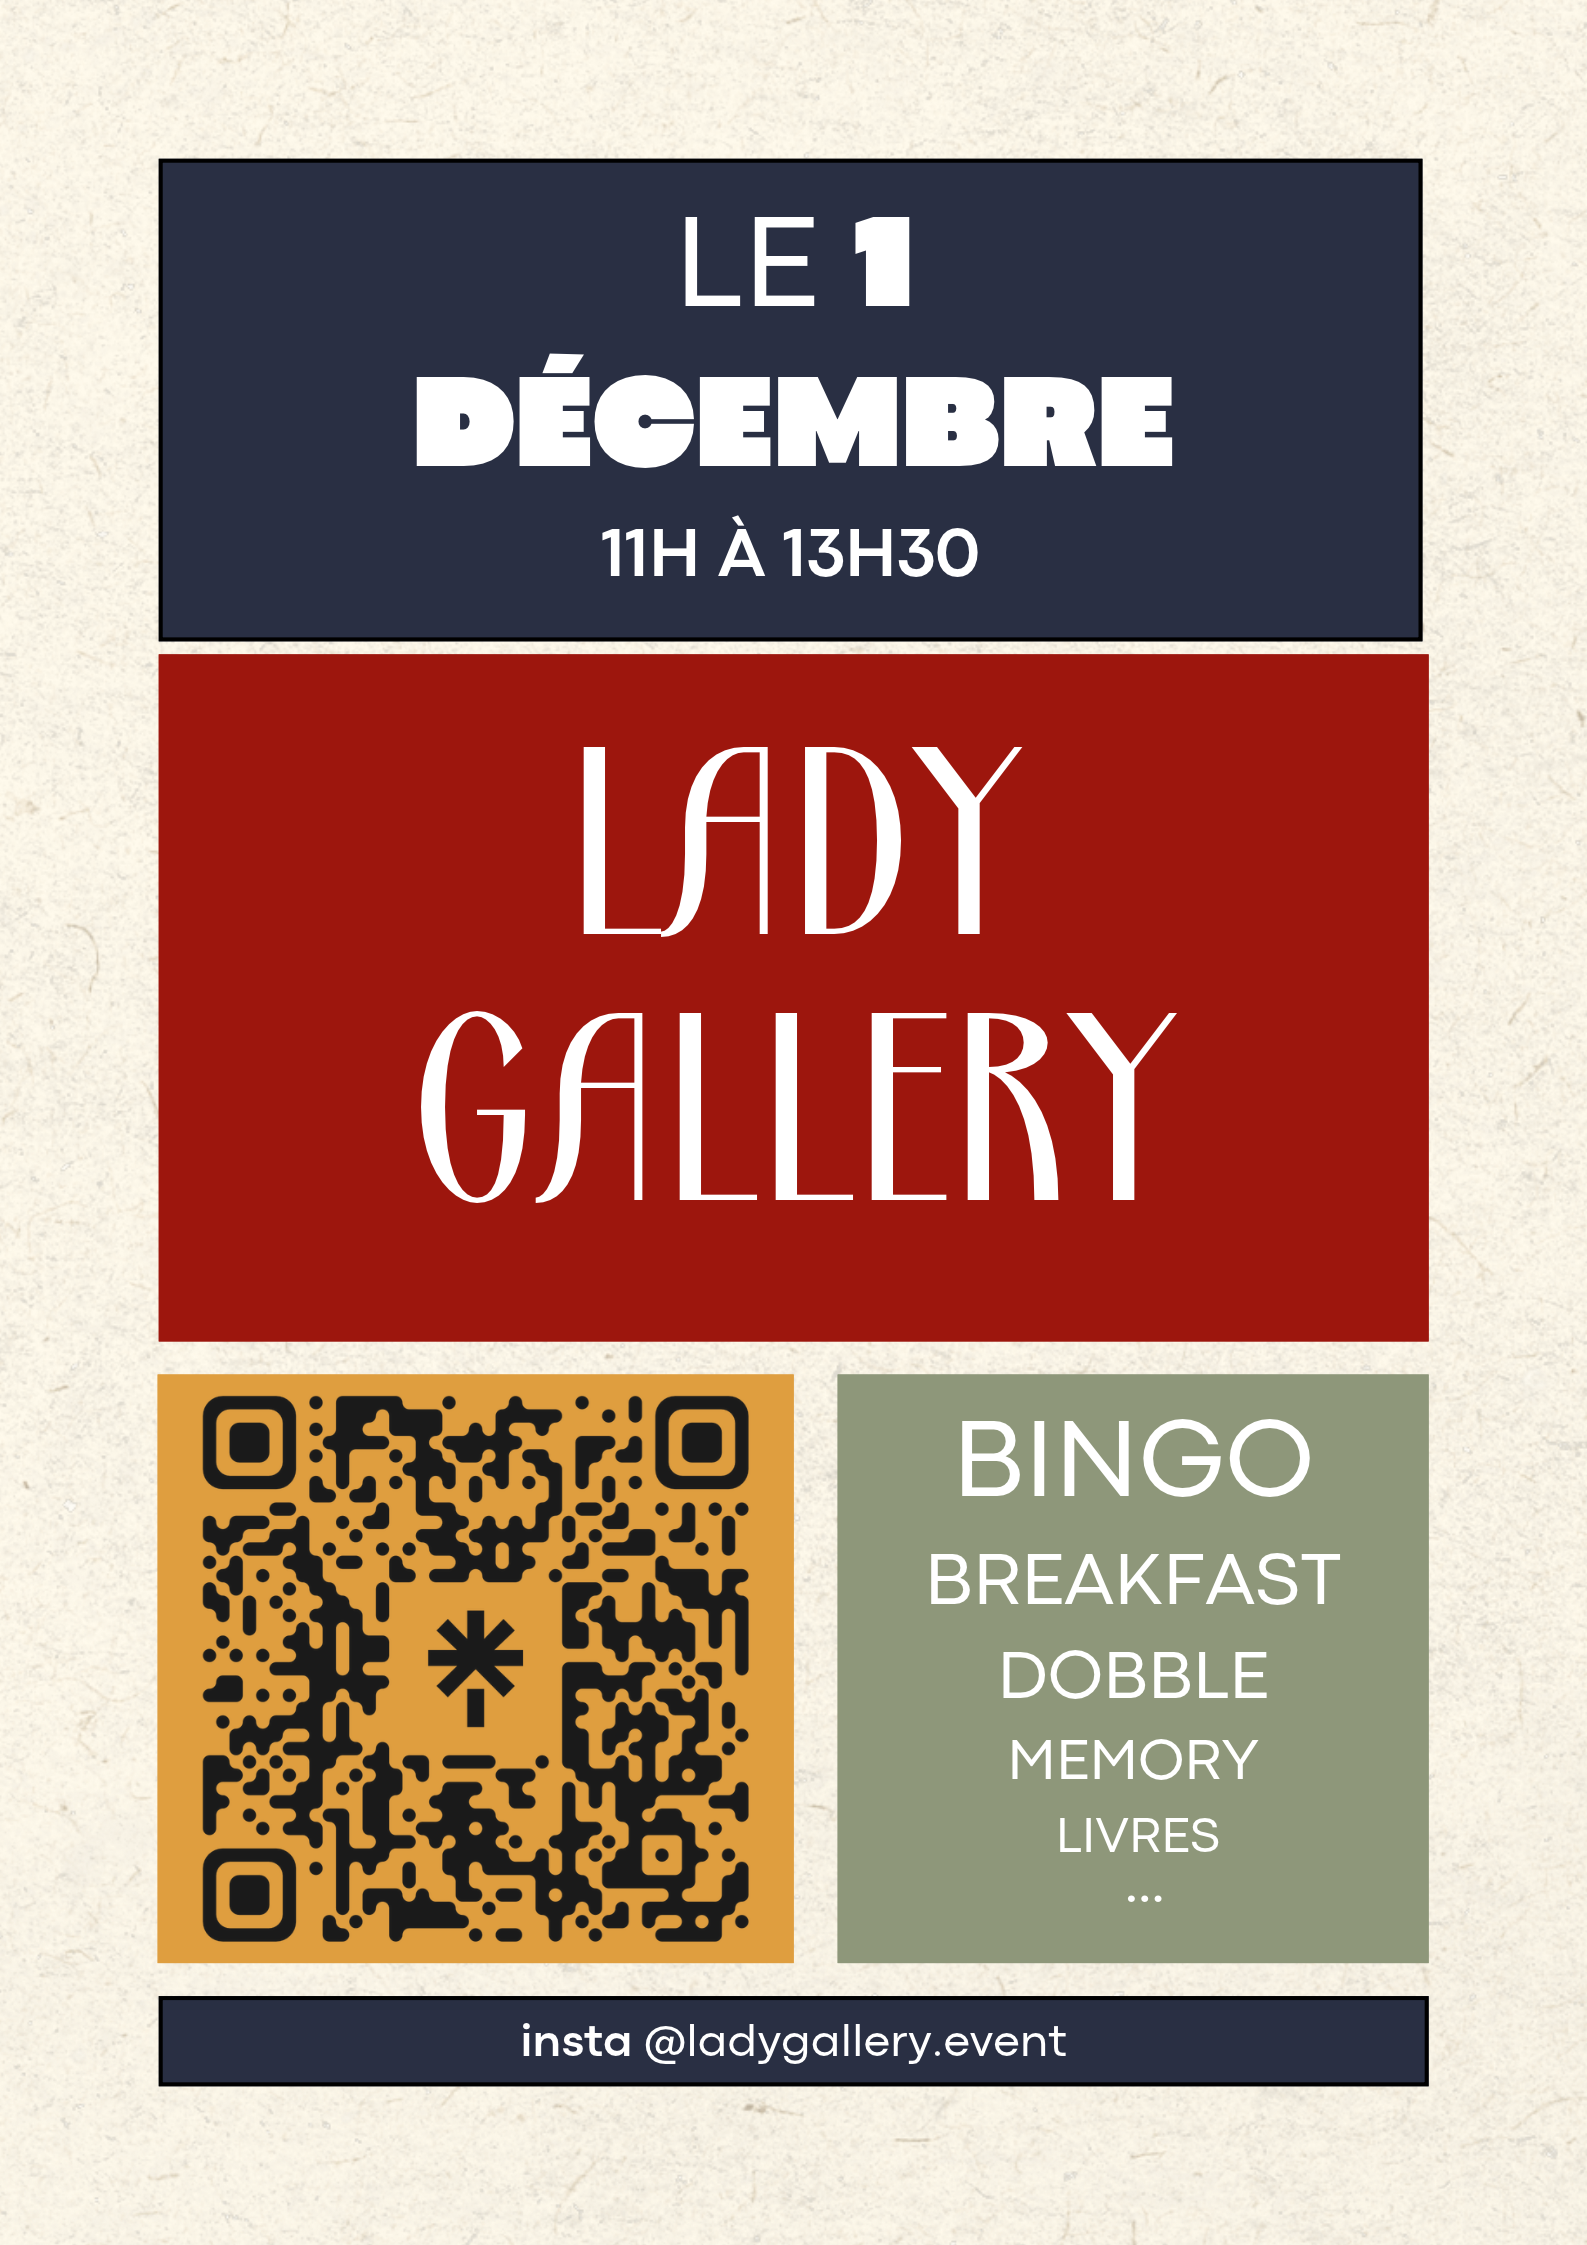 LE 1
DÉCEMBRE
11H À 13H30
LADY
GALLERY
BINGO
BREAKFAST
DOBBLE
MEMORY
LIVRES
...
insta @ladygallery.event